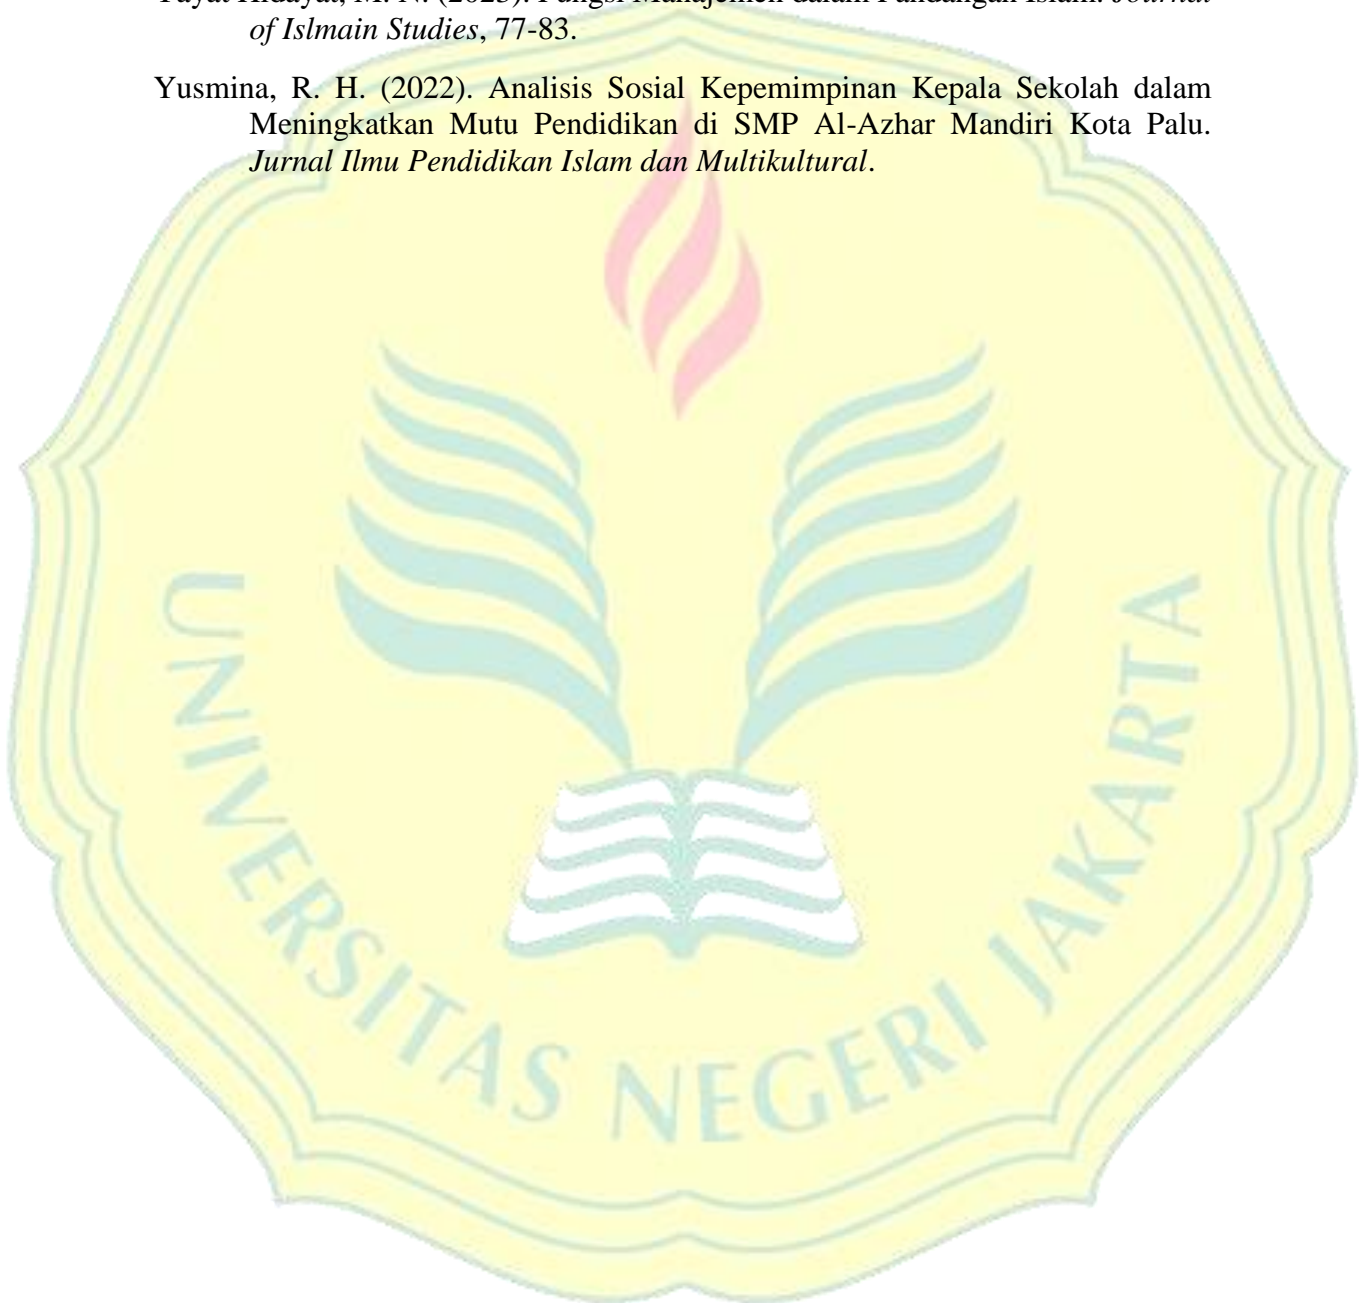 Hidayat, M. N. (2023). Fungsi Manajemen dalam Pandangan Islam. Journal
of Islmain Studies, 77-83.
Yusmina, R. H. (2022). Analisis Sosial Kepemimpinan Kepala Sekolah dalam
Meningkatkan Mutu Pendidikan di SMP Al-Azhar Mandiri Kota Palu.
Jurnal Ilmu Pendidikan Islam dan Multikultural.
UNIVERSITAS NEGERI JAKARTA